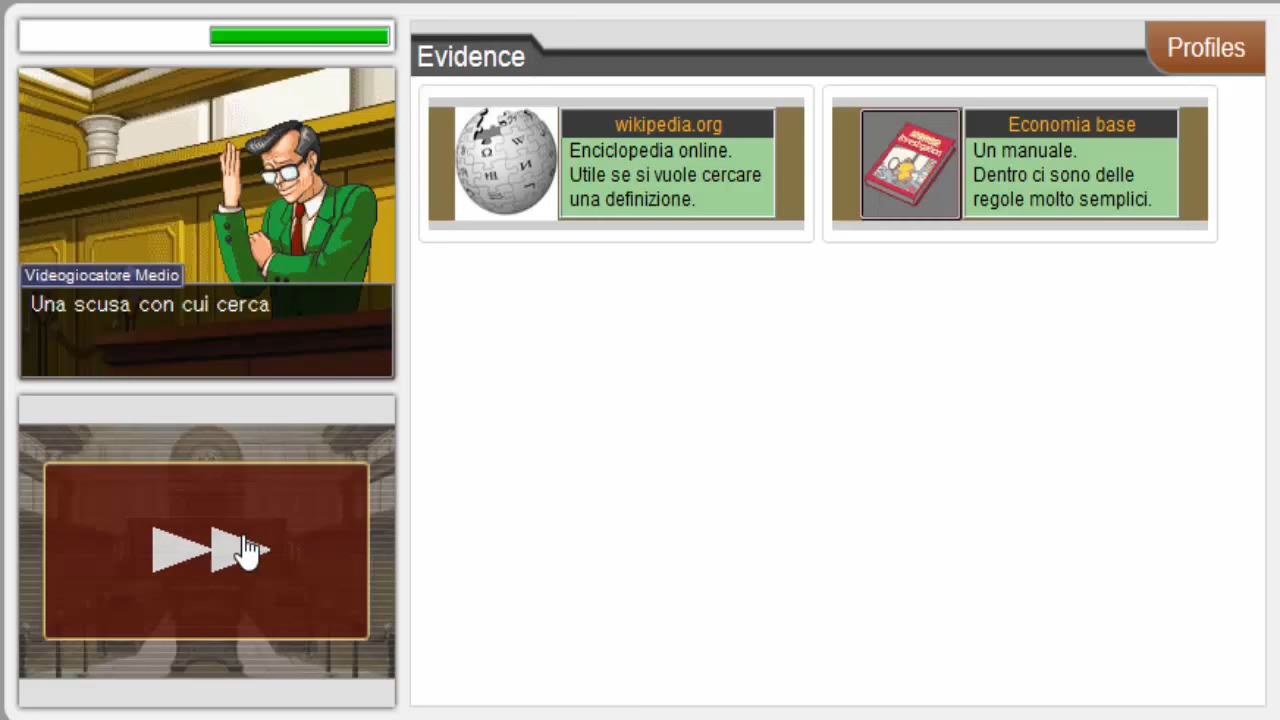 Evidence
Profiles
Videogiocatore Medio
Una scusa con cui cerca
wikipedia.org
Enciclopedia online.
Utile se si vuole cercare
una definizione.
Economia base
Un manuale.
Dentro ci sono delle
regole molto semplici.